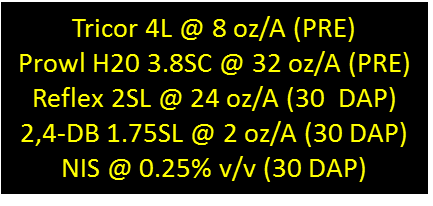 Tricor 4L @ 8 oz/A (PRE)
Prowl H20 3.8SC @ 32 oz/A (PRE)
Reflex 2SL @ 24 oz/A (30 DAP)
2,4-DB 1.75SL @ 2 oz/A (30 DAP)
NIS @ 0.25% v/v (30 DAP)